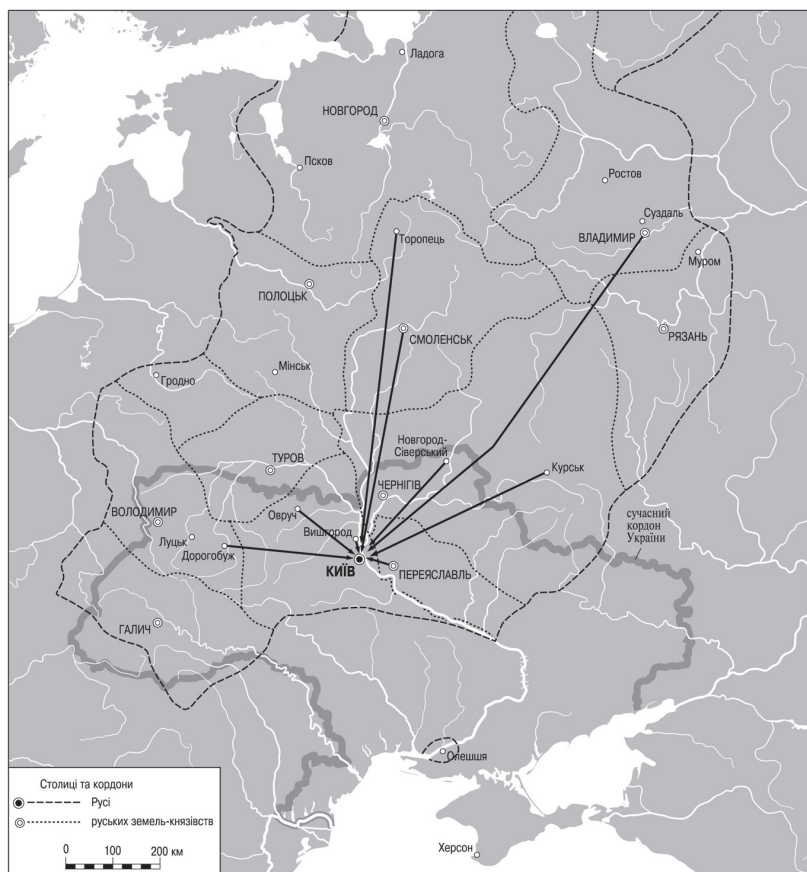 Ладога
НОВГОРОД
Псков
Ростов
Суздаль
ВЛАДИМИР
Торопець
Муром
ПОЛОЦЬК
СМОЛЕНСЬК
РЯЗАНЬ
Мінськ
Гродно
Новгород-
Сіверський
Курськ
ТУРОВ
ЧЕРНІГІВ
ВОЛОДИМИР
Овруч
сучасний
кордон
України
Вишгород
Луцьк
Дорогобуж
КИЇВ
ПЕРЕЯСЛАВЛЬ
ГАЛИЧ
Олешшя
Херсон
Столиці та кордони
Русі
руських земель-князівств
0 100 200 км